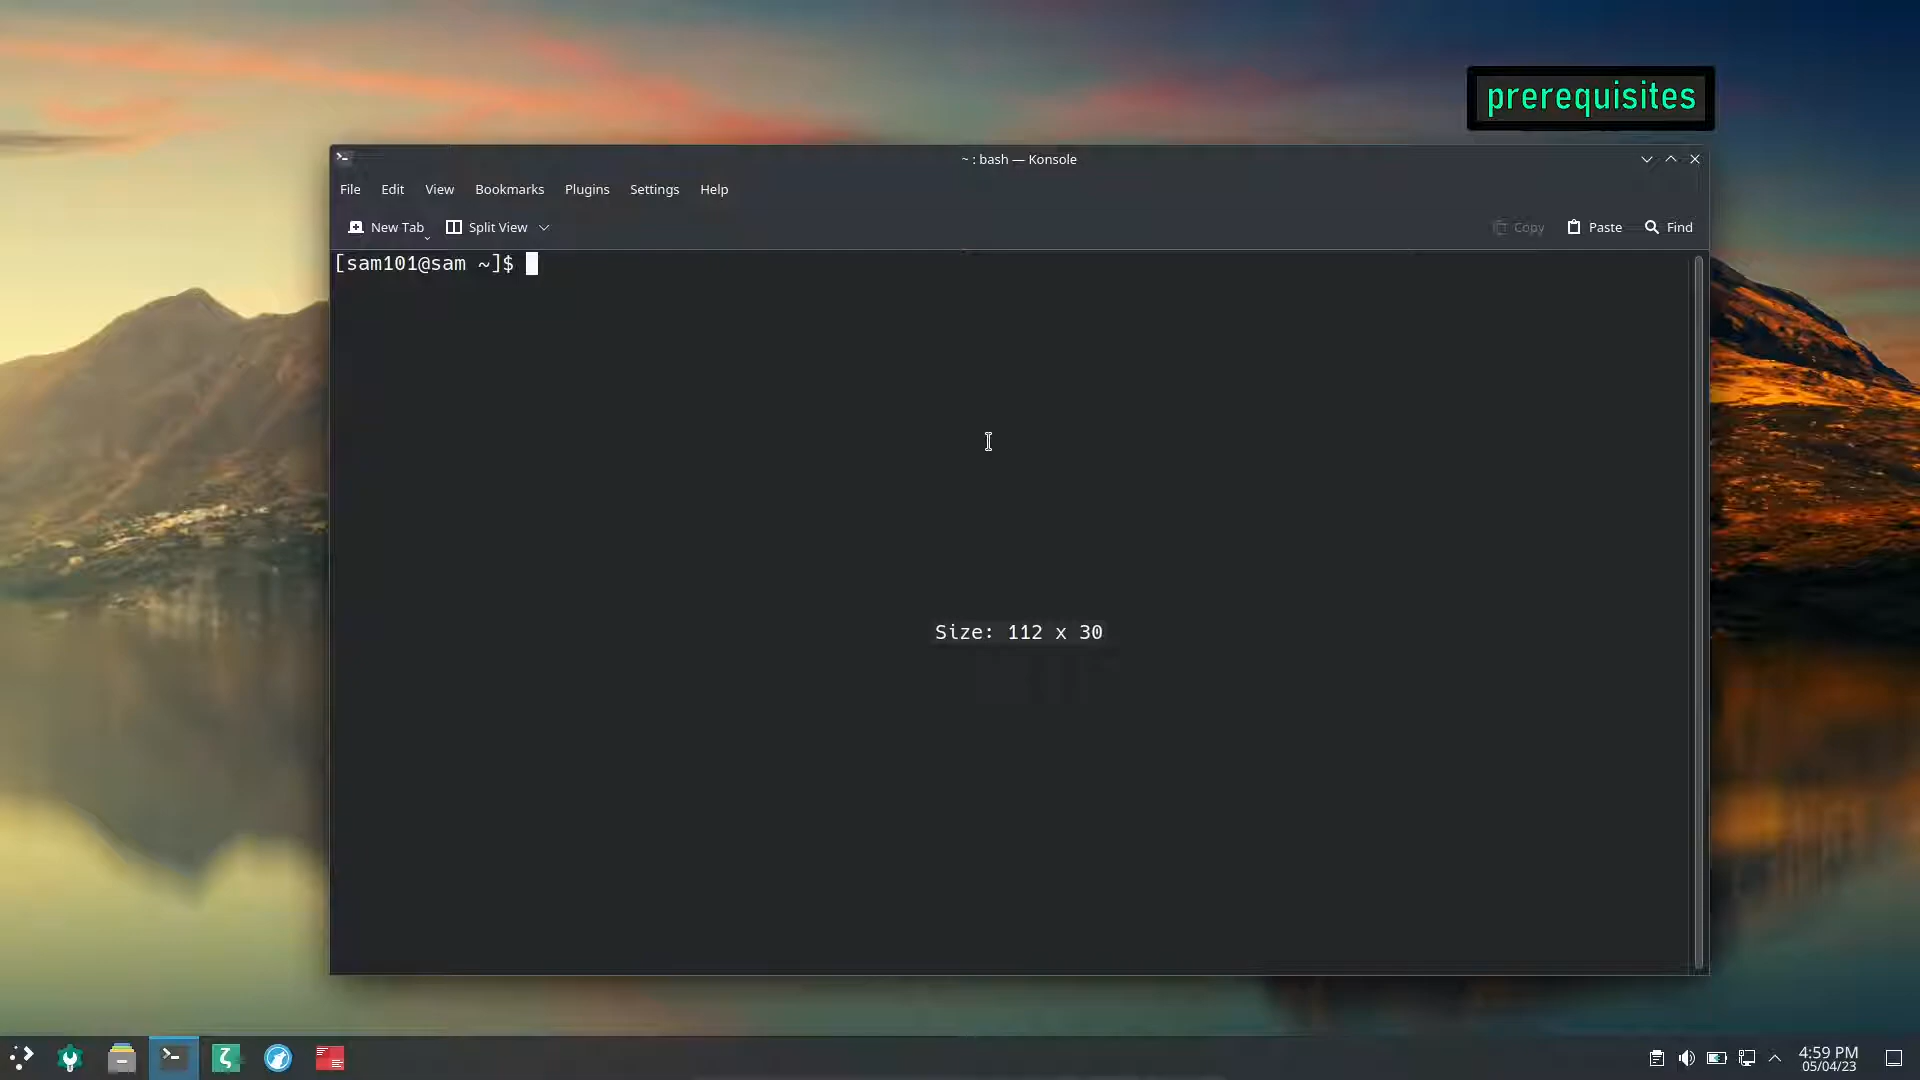 prerequisites
~ : bash — Konsole
File Edit View Bookmarks Plugins Settings Help
New Tab Split View Copy Paste Find
[sam101@sam ~]$
Size: 112 x 30
4:59 PM
05/04/23